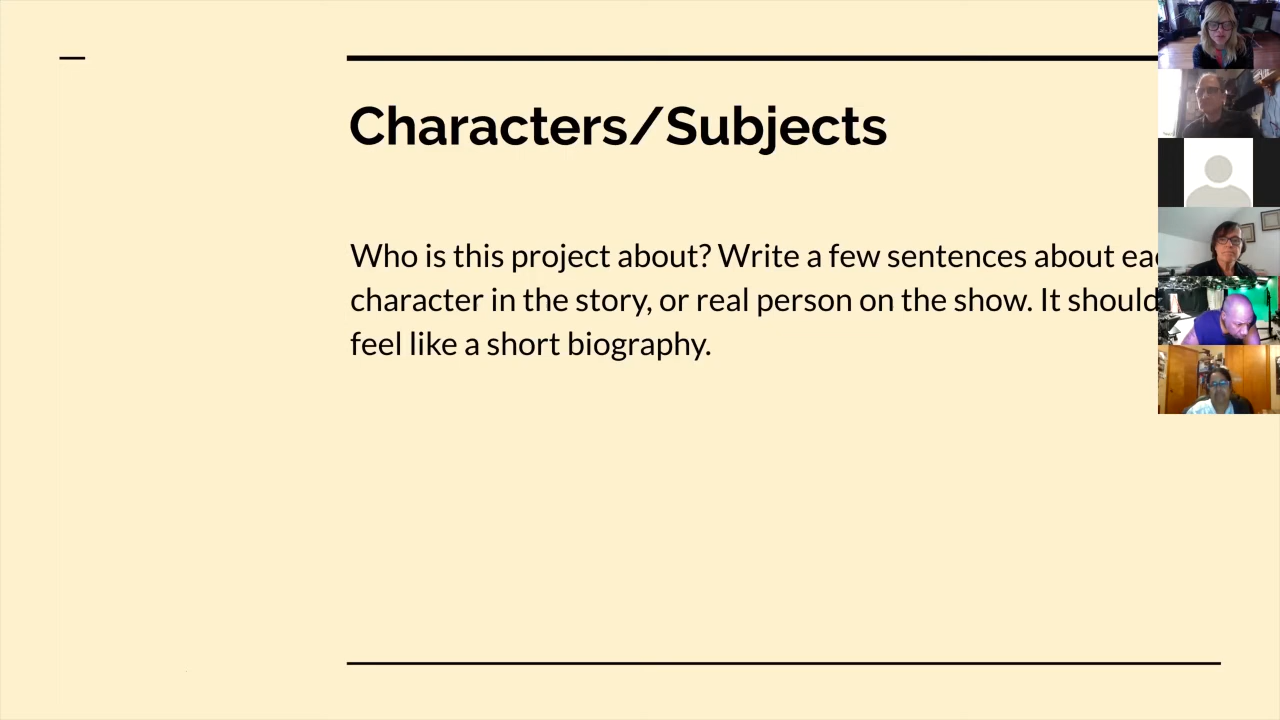 Characters/Subjects
Who is this project about? Write a few sentences about
character in the story, or real person on the show. It should
feel like a short biography.